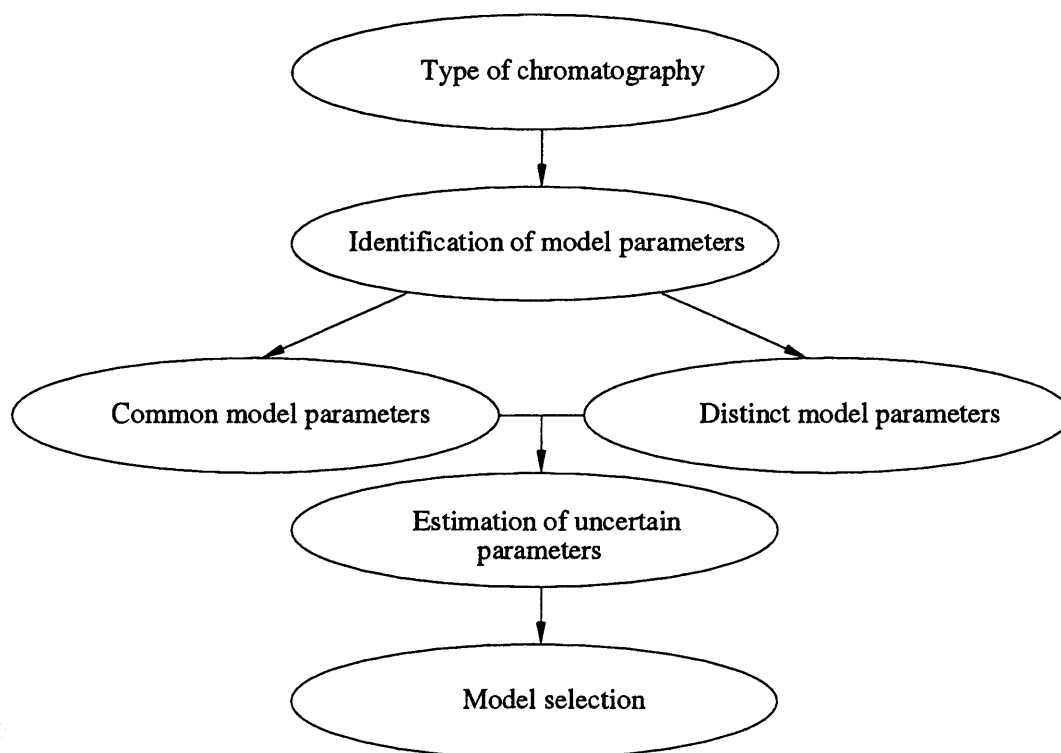 Type of chromatography
Identification of model parameters
Common model parameters
Distinct model parameters
Estimation of uncertain
parameters
Model selection